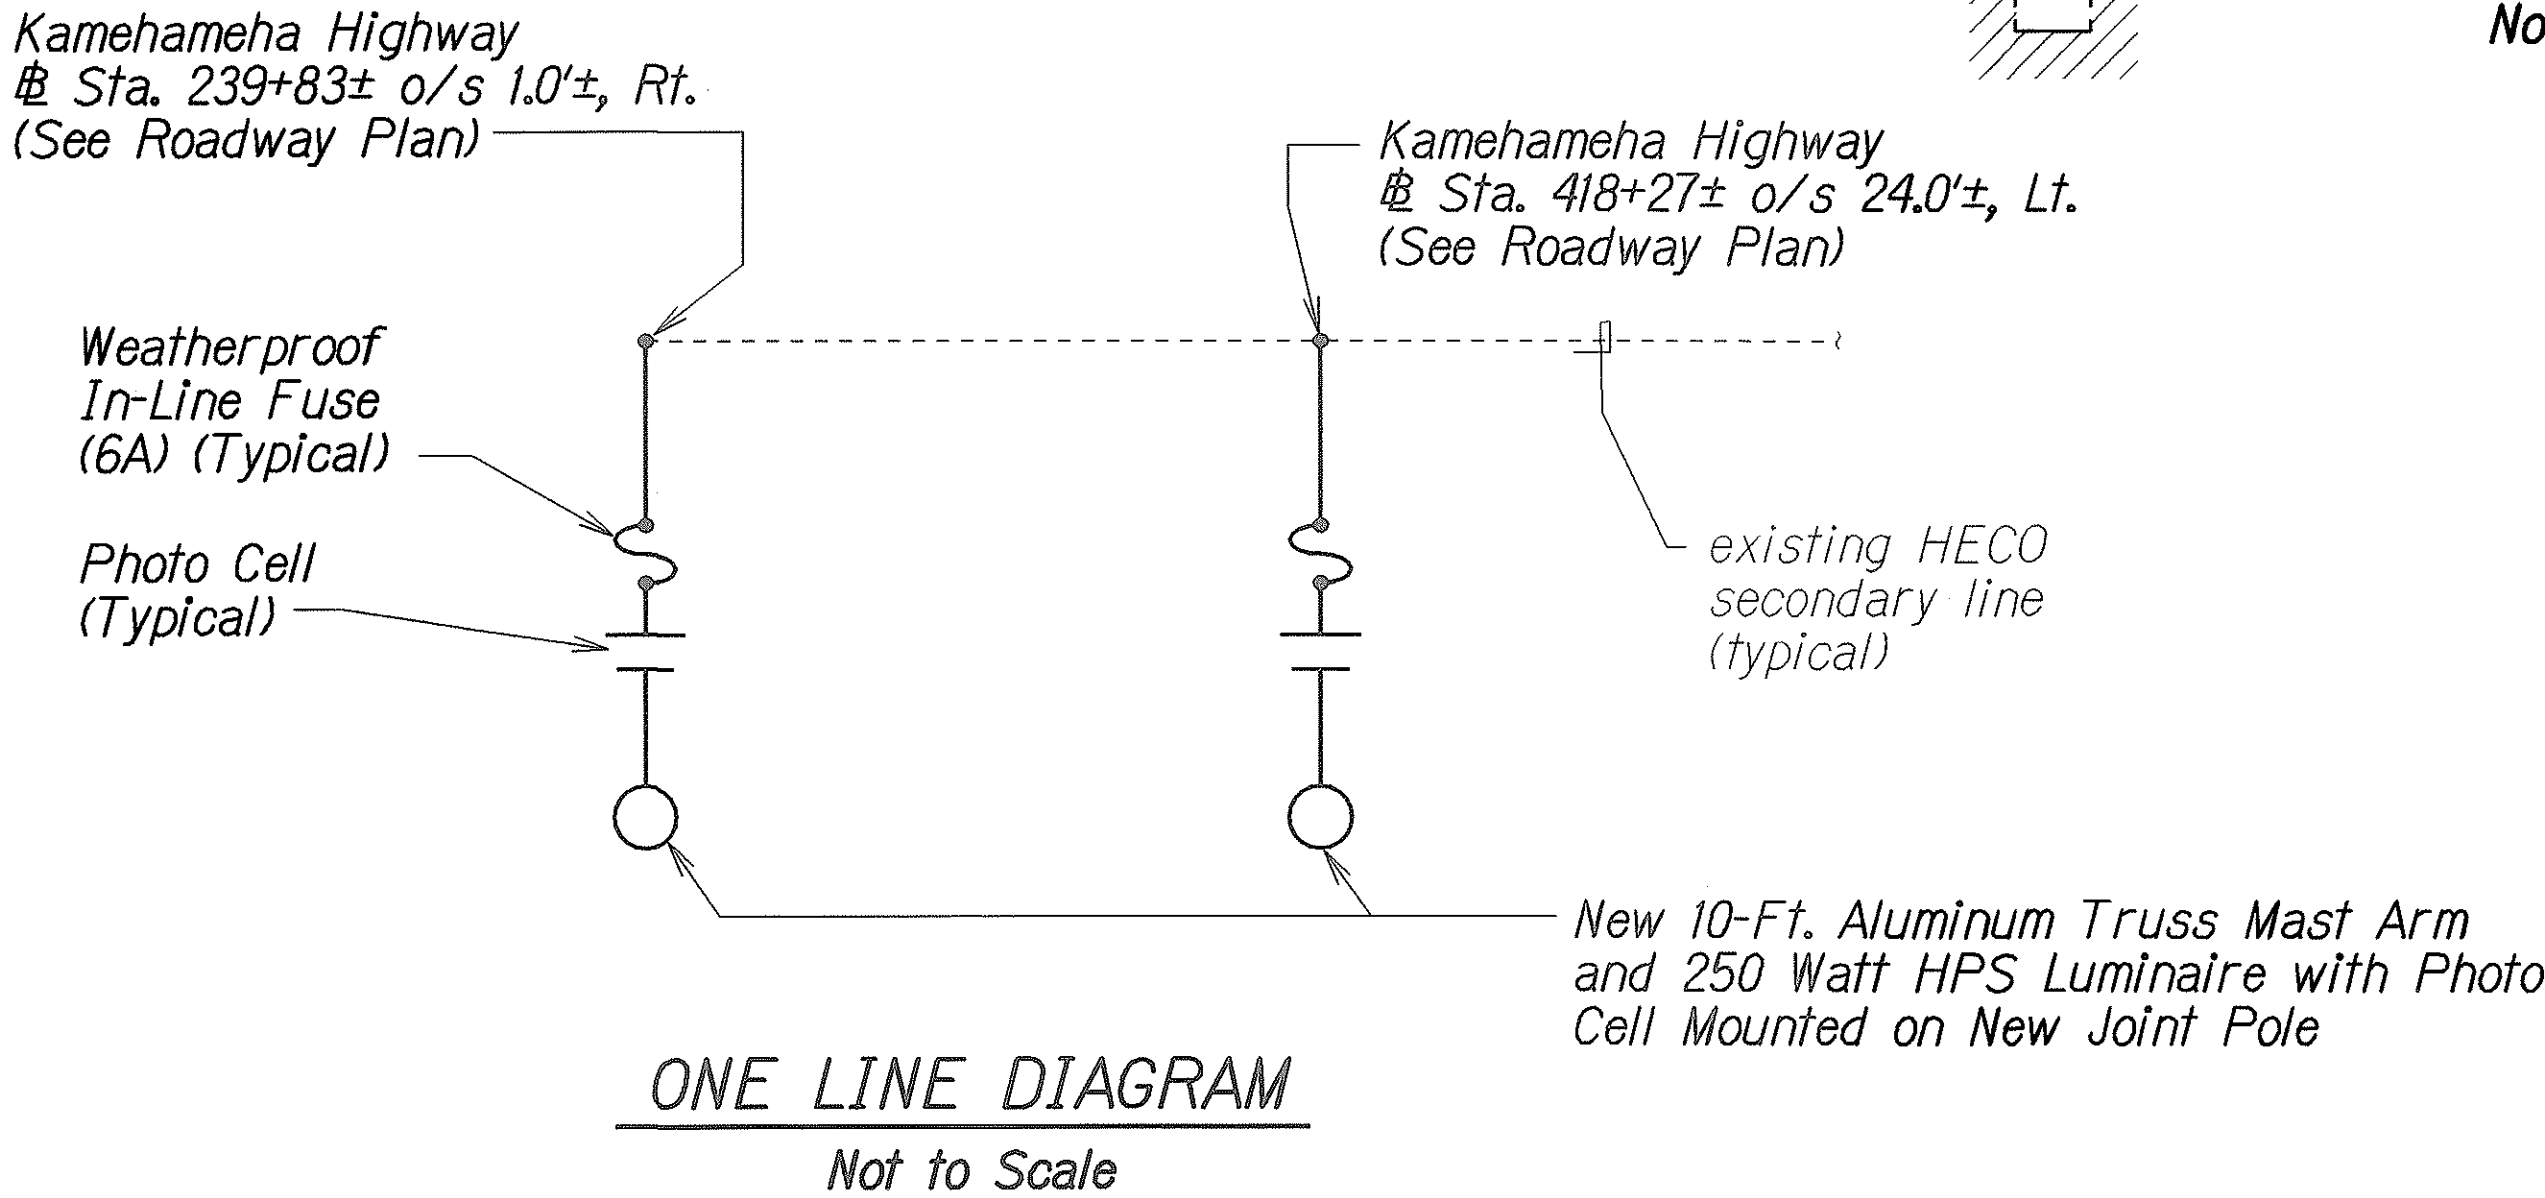 Kamehameha Highway
℄ Sta. 239+83± o/s 1.0'±, Rt.
(See Roadway Plan)
No
Kamehameha Highway
℄ Sta. 418+27± o/s 24.0'±, Lt.
(See Roadway Plan)
Weatherproof
In-Line Fuse
(6A) (Typical)
Photo Cell
(Typical)
existing HECO
secondary line
(typical)
New 10-Ft. Aluminum Truss Mast Arm
and 250 Watt HPS Luminaire with Photo
Cell Mounted on New Joint Pole
ONE LINE DIAGRAM
Not to Scale